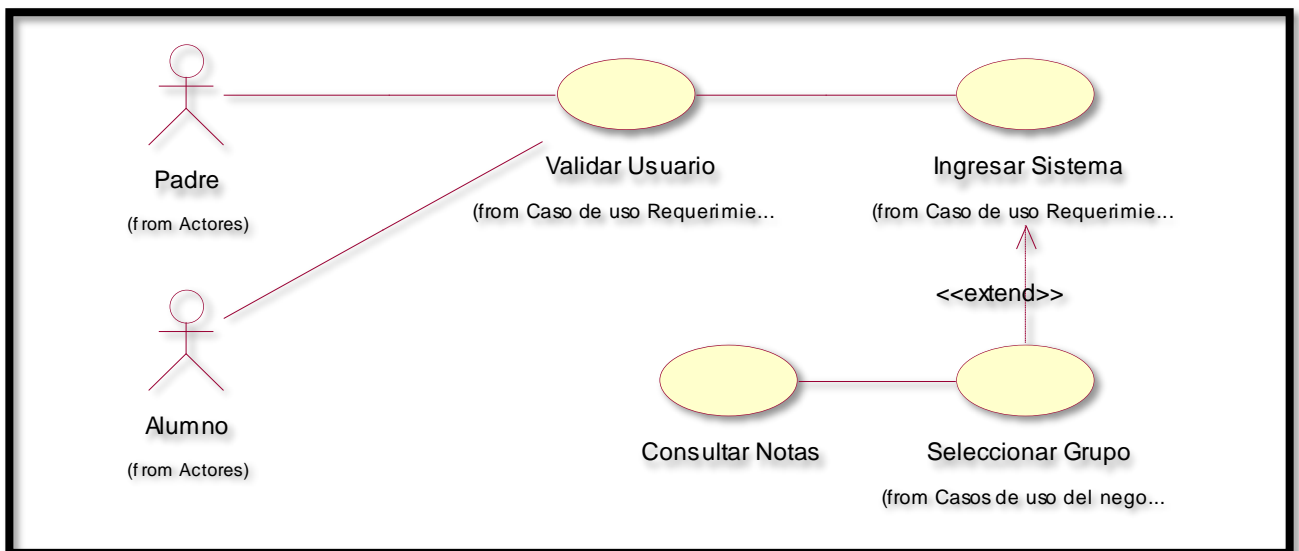 Padre
(from Actores)
Validar Usuario
(from Caso de uso Requerimie...
Ingresar Sistema
(from Caso de uso Requerimie...
<<extend>>
Alumno
(from Actores)
Consultar Notas
Seleccionar Grupo
(from Casos de uso del nego...